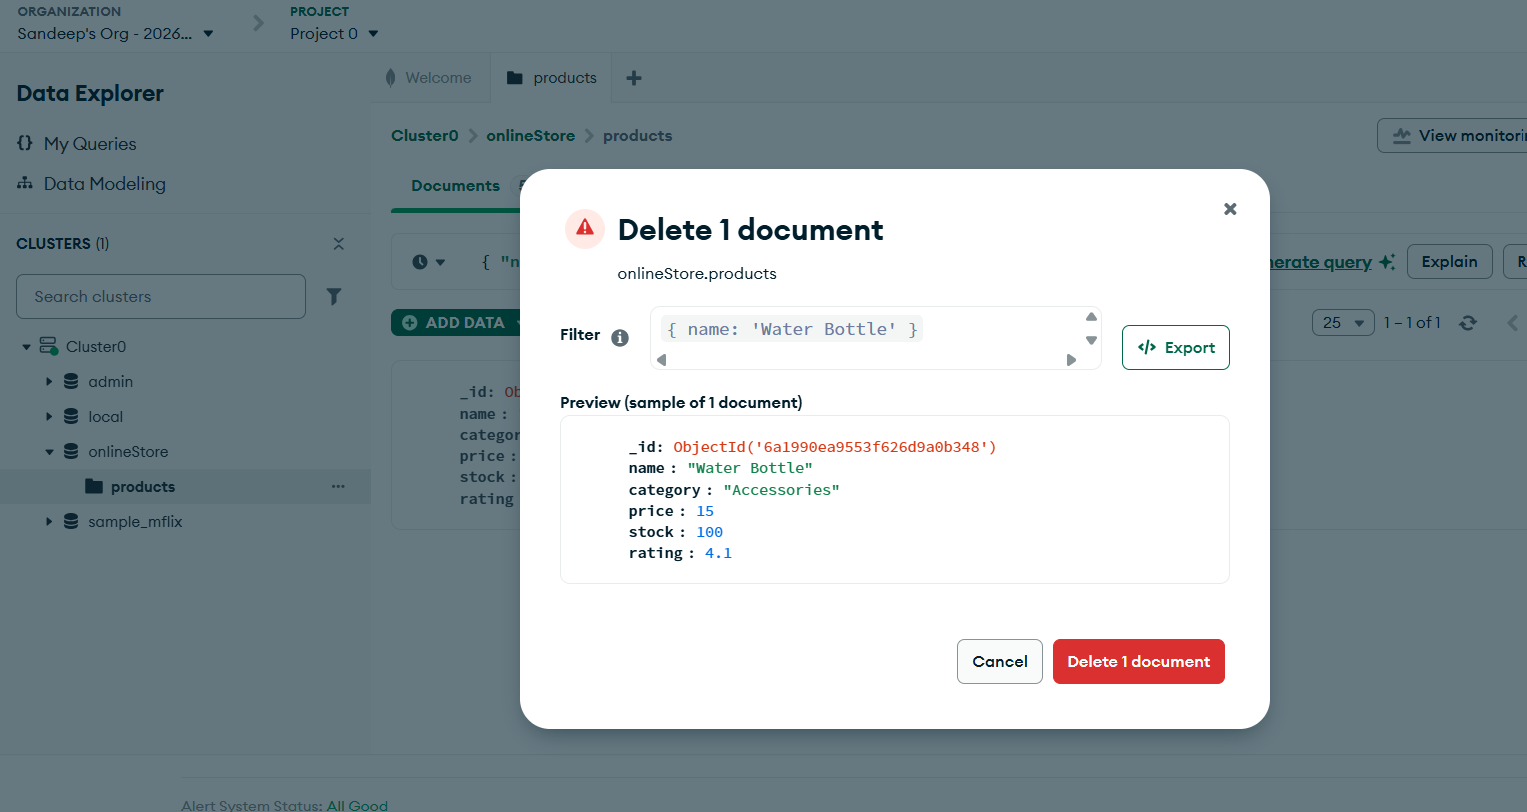 ORGANIZATION
Sandeep's Org - 2026...
PROJECT
Project 0
Data Explorer
My Queries
Data Modeling
CLUSTERS (1)
Search clusters
Cluster0
admin
local
onlineStore
products
sample_mflix
Welcome
products
Cluster0 onlineStore products
View monitorin
Documents
{ "n
nerate query
Explain
R
ADD DATA
25
1 – 1 of 1
_id: Ob
name :
categor
price :
stock :
rating
Delete 1 document
onlineStore.products
Filter
{ name: 'Water Bottle' }
Export
Preview (sample of 1 document)
_id: ObjectId('6a1990ea9553f626d9a0b348')
name : "Water Bottle"
category : "Accessories"
price : 15
stock : 100
rating : 4.1
Cancel
Delete 1 document
Alert System Status: All Good